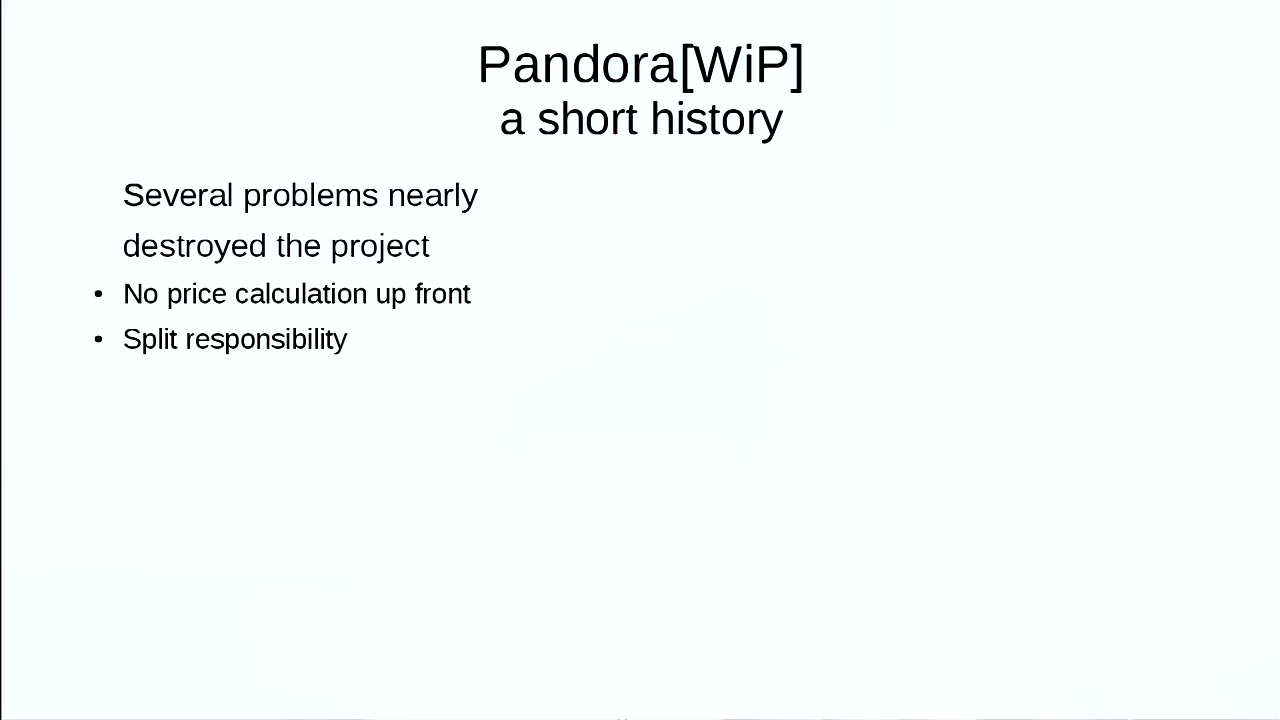 Pandora[WiP]
a short history
Several problems nearly
destroyed the project
• No price calculation up front
• Split responsibility